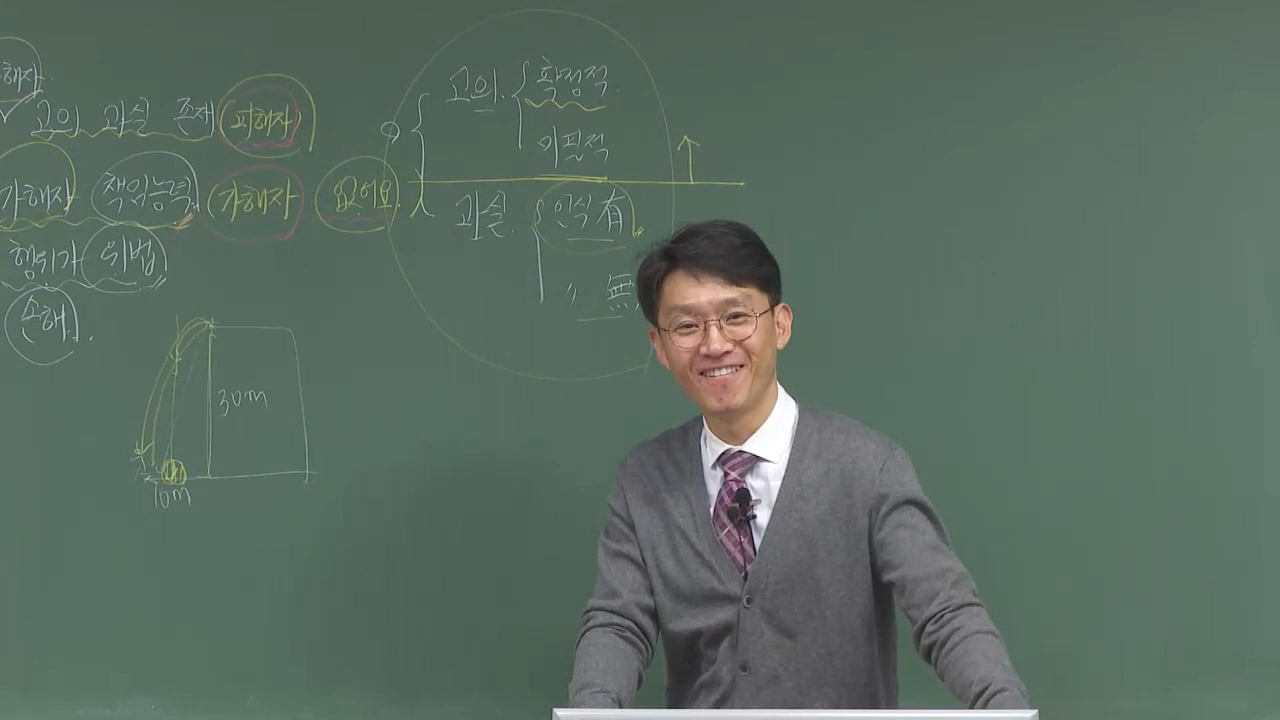 해자.
고의 과실 존재 피해자
가해자 책임능력 가해자 없어요.
행위가 위법
손해.
고의. 확정적
미필적
과실. 인식 有
〃 無
30m
10m